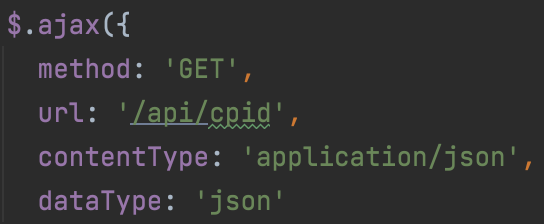 $.ajax({
method: 'GET',
url: '/api/cpid',
contentType: 'application/json',
dataType: 'json'